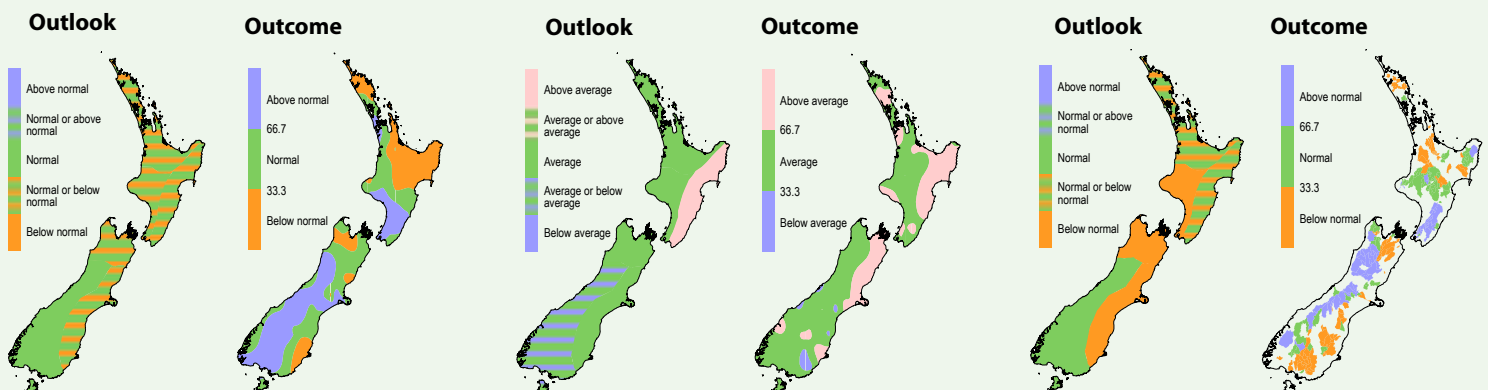 Outlook
Above normal
Normal or above
normal
Normal
Normal or below
normal
Below normal
Outcome
Above normal
66.7
Normal
33.3
Below normal
Outlook
Above average
Average or above
average
Average
Average or below
average
Below average
Outcome
Above average
66.7
Average
33.3
Below average
Outlook
Above normal
Normal or above
normal
Normal
Normal or below
normal
Below normal
Outcome
Above normal
66.7
Normal
33.3
Below normal